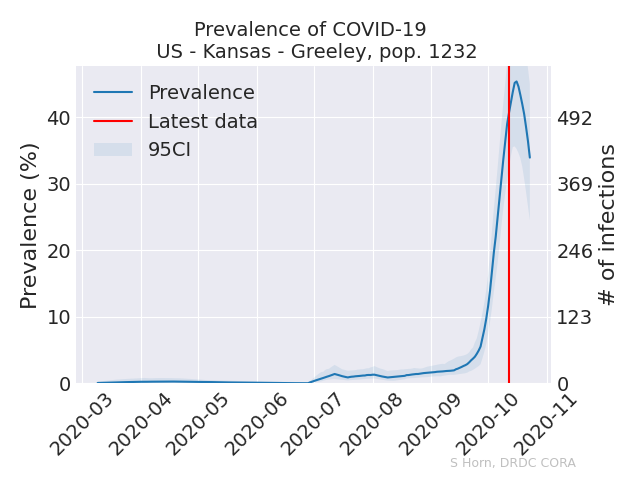 Prevalence of COVID-19
US - Kansas - Greeley, pop. 1232
Prevalence
Latest data
95CI
Prevalence (%)
40
30
20
10
0
492
369
246
123
0
# of infections
2020-03
2020-04
2020-05
2020-06
2020-07
2020-08
2020-09
2020-10
2020-11
S Horn, DRDC CORA